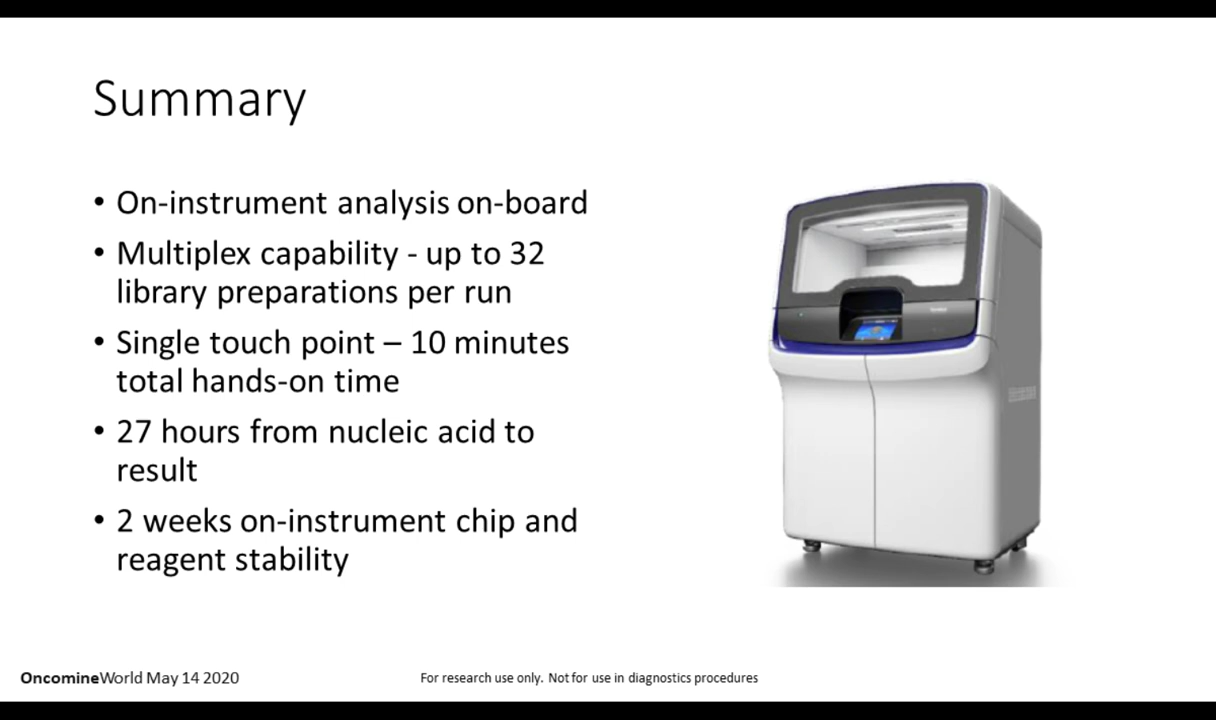 Summary
• On-instrument analysis on-board
• Multiplex capability - up to 32
library preparations per run
• Single touch point – 10 minutes
total hands-on time
• 27 hours from nucleic acid to
result
• 2 weeks on-instrument chip and
reagent stability
OncomineWorld May 14 2020
For research use only. Not for use in diagnostics procedures